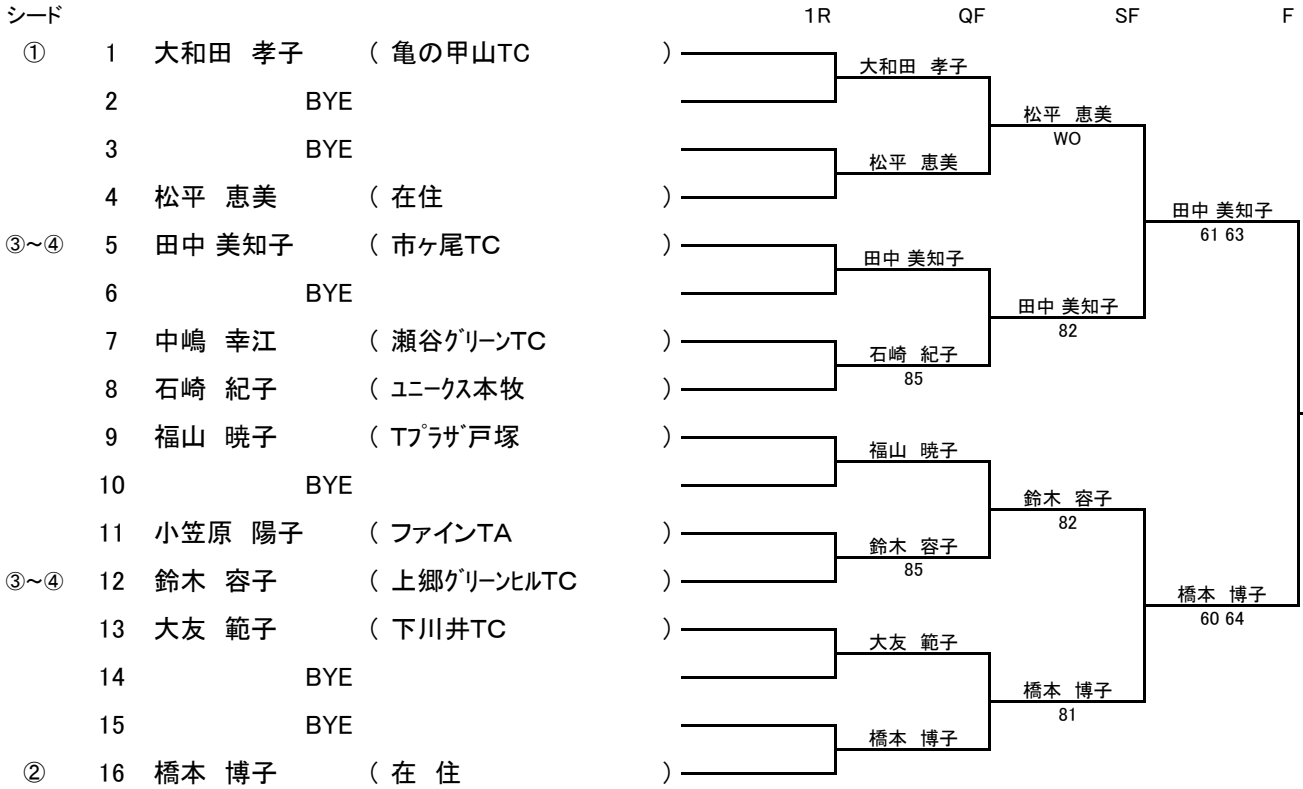 シード 1R QF SF F
① 1 大和田 孝子 ( 亀の甲山TC )
大和田 孝子
2 BYE
松平 恵美
WO
3 BYE
松平 恵美
4 松平 恵美 ( 在住 )
田中 美知子
61 63
③~④ 5 田中 美知子 ( 市ヶ尾TC )
田中 美知子
6 BYE
田中 美知子
82
7 中嶋 幸江 ( 瀬谷ｸﾞﾘｰﾝTC )
石崎 紀子
85
8 石崎 紀子 ( ﾕﾆｰｸｽ本牧 )
9 福山 暁子 ( Tﾌﾟﾗｻﾞ戸塚 )
福山 暁子
10 BYE
鈴木 容子
82
11 小笠原 陽子 ( ファインTA )
鈴木 容子
85
③~④ 12 鈴木 容子 ( 上郷ｸﾞﾘｰﾝﾋﾙTC )
橋本 博子
60 64
13 大友 範子 ( 下川井TC )
大友 範子
14 BYE
橋本 博子
81
15 BYE
橋本 博子
② 16 橋本 博子 ( 在 住 )